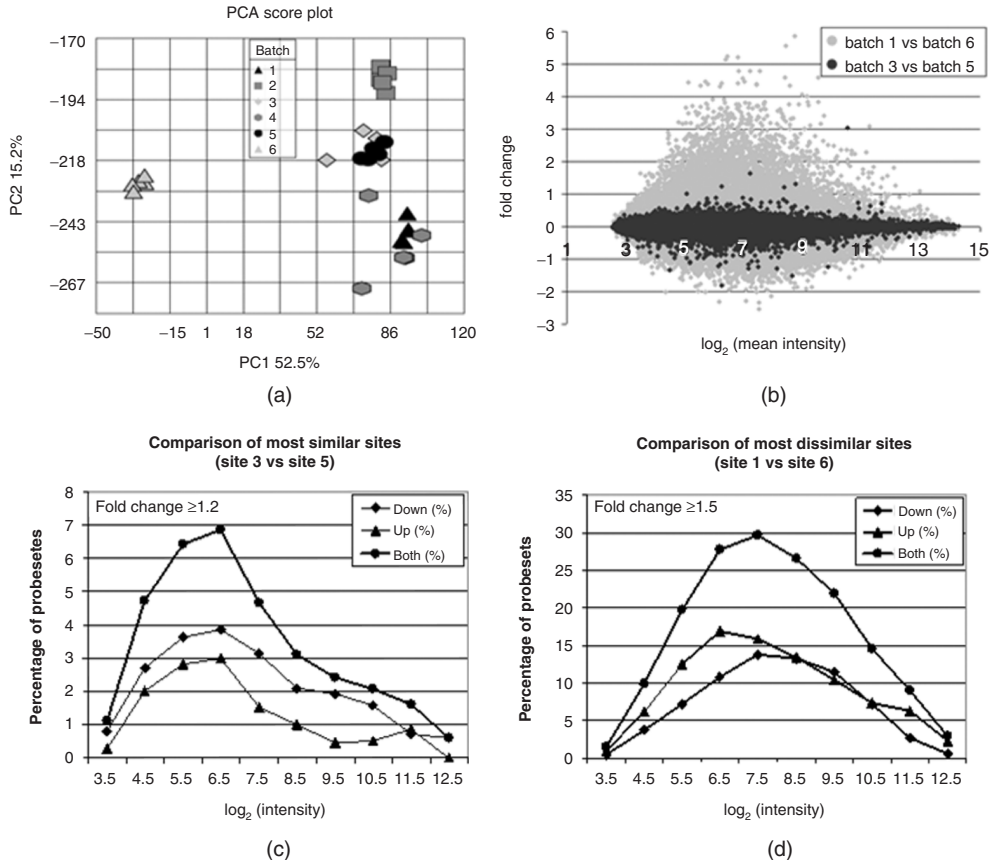 PCA score plot
−170
−194
−218
−243
−267
PC2 15.2%
−50 −15 1 18 52 86 120
PC1 52.5%
Batch
1
2
3
4
5
6
(a)
6
5
4
3
2
1
0
−1
−2
−3
fold change
batch 1 vs batch 6
batch 3 vs batch 5
1 3 5 7 9 11 13 15
log2 (mean intensity)
(b)
Comparison of most similar sites
(site 3 vs site 5)
Fold change ≥1.2
Down (%)
Up (%)
Both (%)
8
7
6
5
4
3
2
1
0
Percentage of probesetes
3.5 4.5 5.5 6.5 7.5 8.5 9.5 10.5 11.5 12.5
log2 (intensity)
(c)
Comparison of most dissimilar sites
(site 1 vs site 6)
Fold change ≥1.5
Down (%)
Up (%)
Both (%)
35
30
25
20
15
10
5
0
Percentage of probesets
3.5 4.5 5.5 6.5 7.5 8.5 9.5 10.5 11.5 12.5
log2 (intensity)
(d)